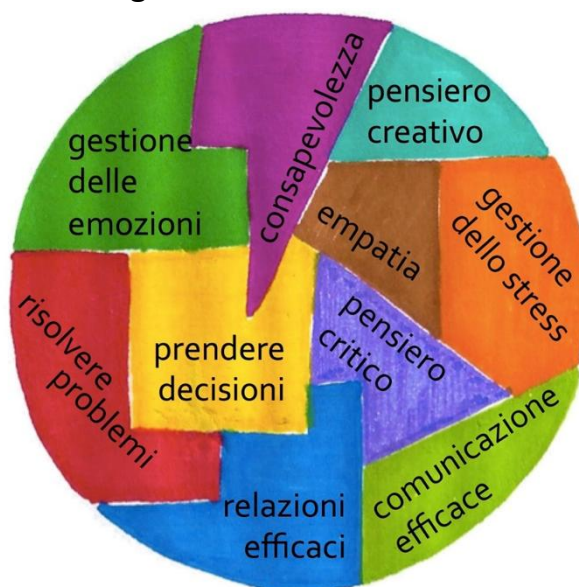 consapevolezza
pensiero
creativo
gestione
delle
emozioni
empatia
gestione
dello stress
risolvere
problemi
prendere
decisioni
pensiero
critico
relazioni
efficaci
comunicazione
efficace